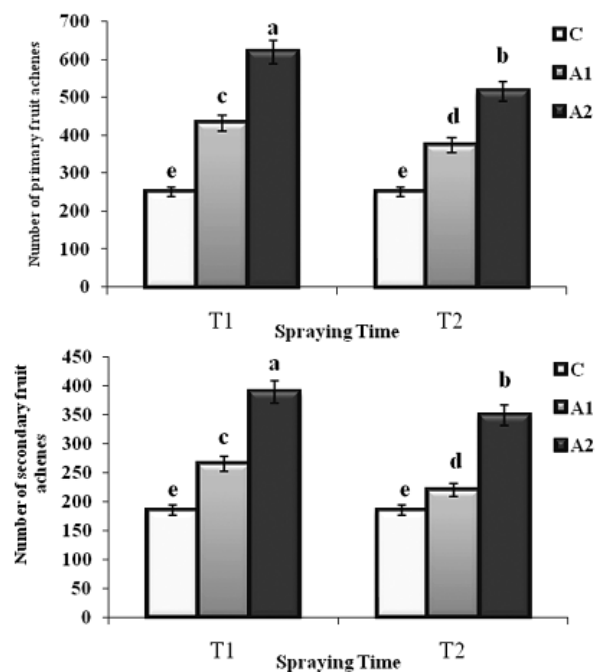 700
600
500
400
300
200
100
0
Number of primary fruit achenes
a
c
e
b
d
e
C
A1
A2
T1
T2
Spraying Time
450
400
350
300
250
200
150
100
50
0
Number of secondary fruit
achenes
a
c
e
b
d
e
C
A1
A2
T1
T2
Spraying Time